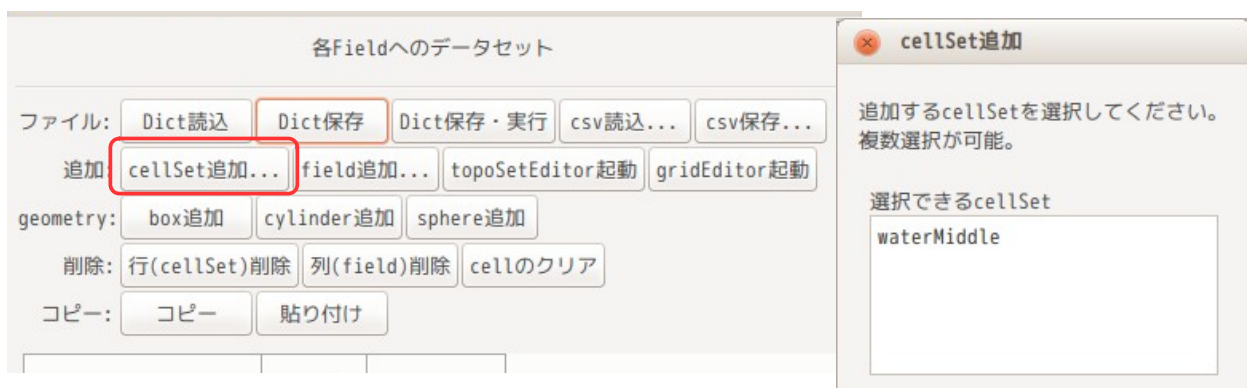 各Fieldへのデータセット
ファイル: Dict読込 Dict保存 Dict保存・実行 csv読込... csv保存...
追加: cellSet追加... field追加... topoSetEditor起動 gridEditor起動
geometry: box追加 cylinder追加 sphere追加
削除: 行(cellSet)削除 列(field)削除 cellのクリア
コピー: コピー 貼り付け
cellSet追加
追加するcellSetを選択してください。
複数選択が可能。
選択できるcellSet
waterMiddle